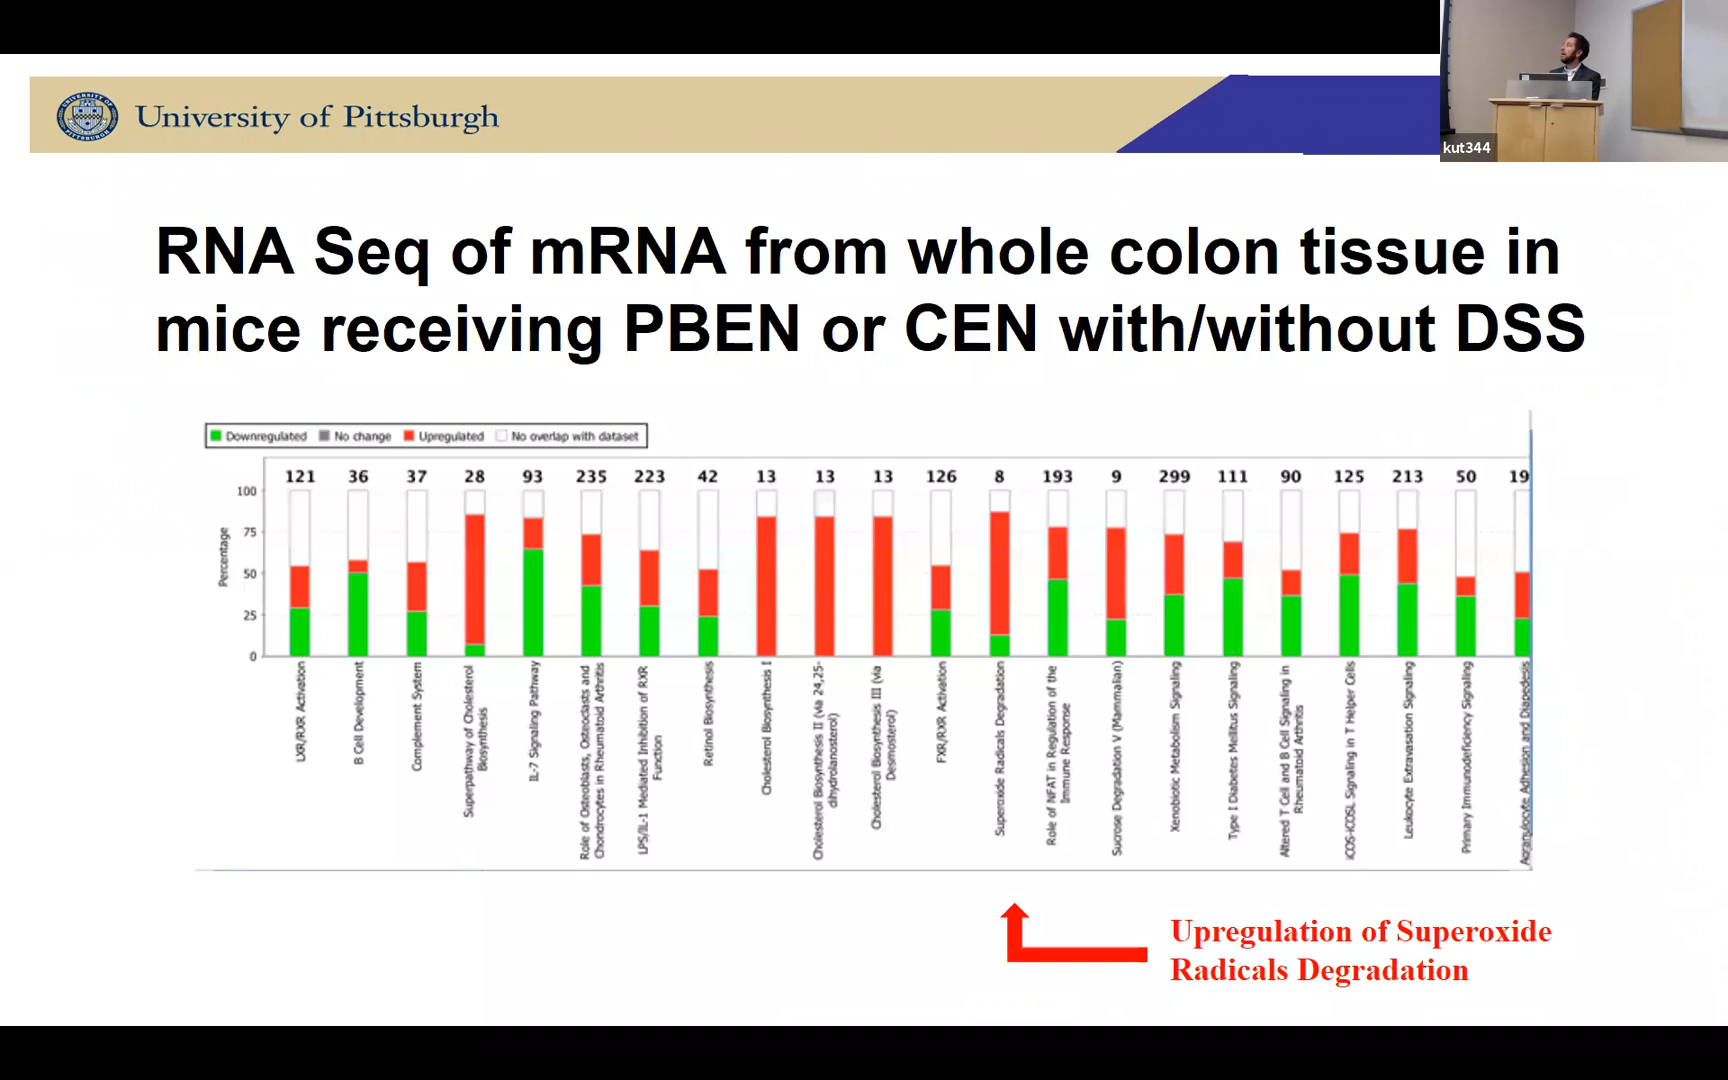 University of Pittsburgh
kut344
RNA Seq of mRNA from whole colon tissue in
mice receiving PBEN or CEN with/without DSS
Downregulated No change Upregulated No overlap with dataset
121 36 37 28 93 235 223 42 13 13 13 126 8 193 9 299 111 90 125 213 50 19
Percentage
100
75
50
25
0
LXR/RXR Activation
B Cell Development
Complement System
Superpathway of Cholesterol
Biosynthesis
IL-7 Signaling Pathway
Role of Osteoblasts, Osteoclasts and
Chondrocytes in Rheumatoid Arthritis
LPS/IL-1 Mediated Inhibition of RXR
Function
Retinol Biosynthesis
Cholesterol Biosynthesis I
Cholesterol Biosynthesis II (via 24,25-
dihydrolanosterol)
Cholesterol Biosynthesis III (via
Desmosterol)
FXR/RXR Activation
Superoxide Radicals Degradation
Role of NFAT in Regulation of the
Immune Response
Sucrose Degradation V (Mammalian)
Xenobiotic Metabolism Signaling
Type I Diabetes Mellitus Signaling
Altered T Cell and B Cell Signaling in
Rheumatoid Arthritis
iCOS-iCOSL Signaling in T Helper Cells
Leukocyte Extravasation Signaling
Primary Immunodeficiency Signaling
Agranulocyte Adhesion and Diapedesis
Upregulation of Superoxide
Radicals Degradation